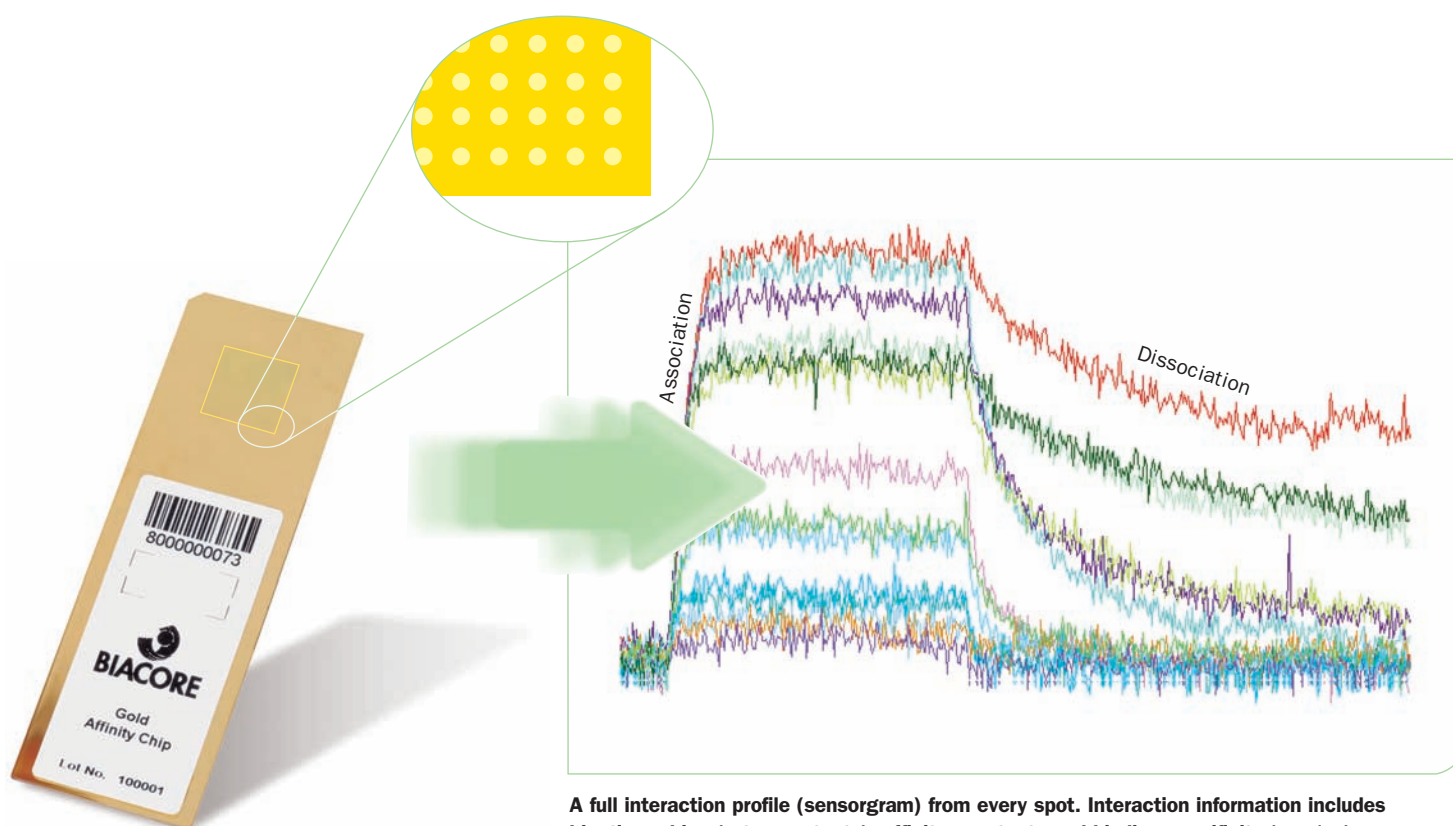 Association
Dissociation
8000000073
BIACORE
Gold
Affinity Chip
Lot No. 100001
A full interaction profile (sensorgram) from every spot. Interaction information includes